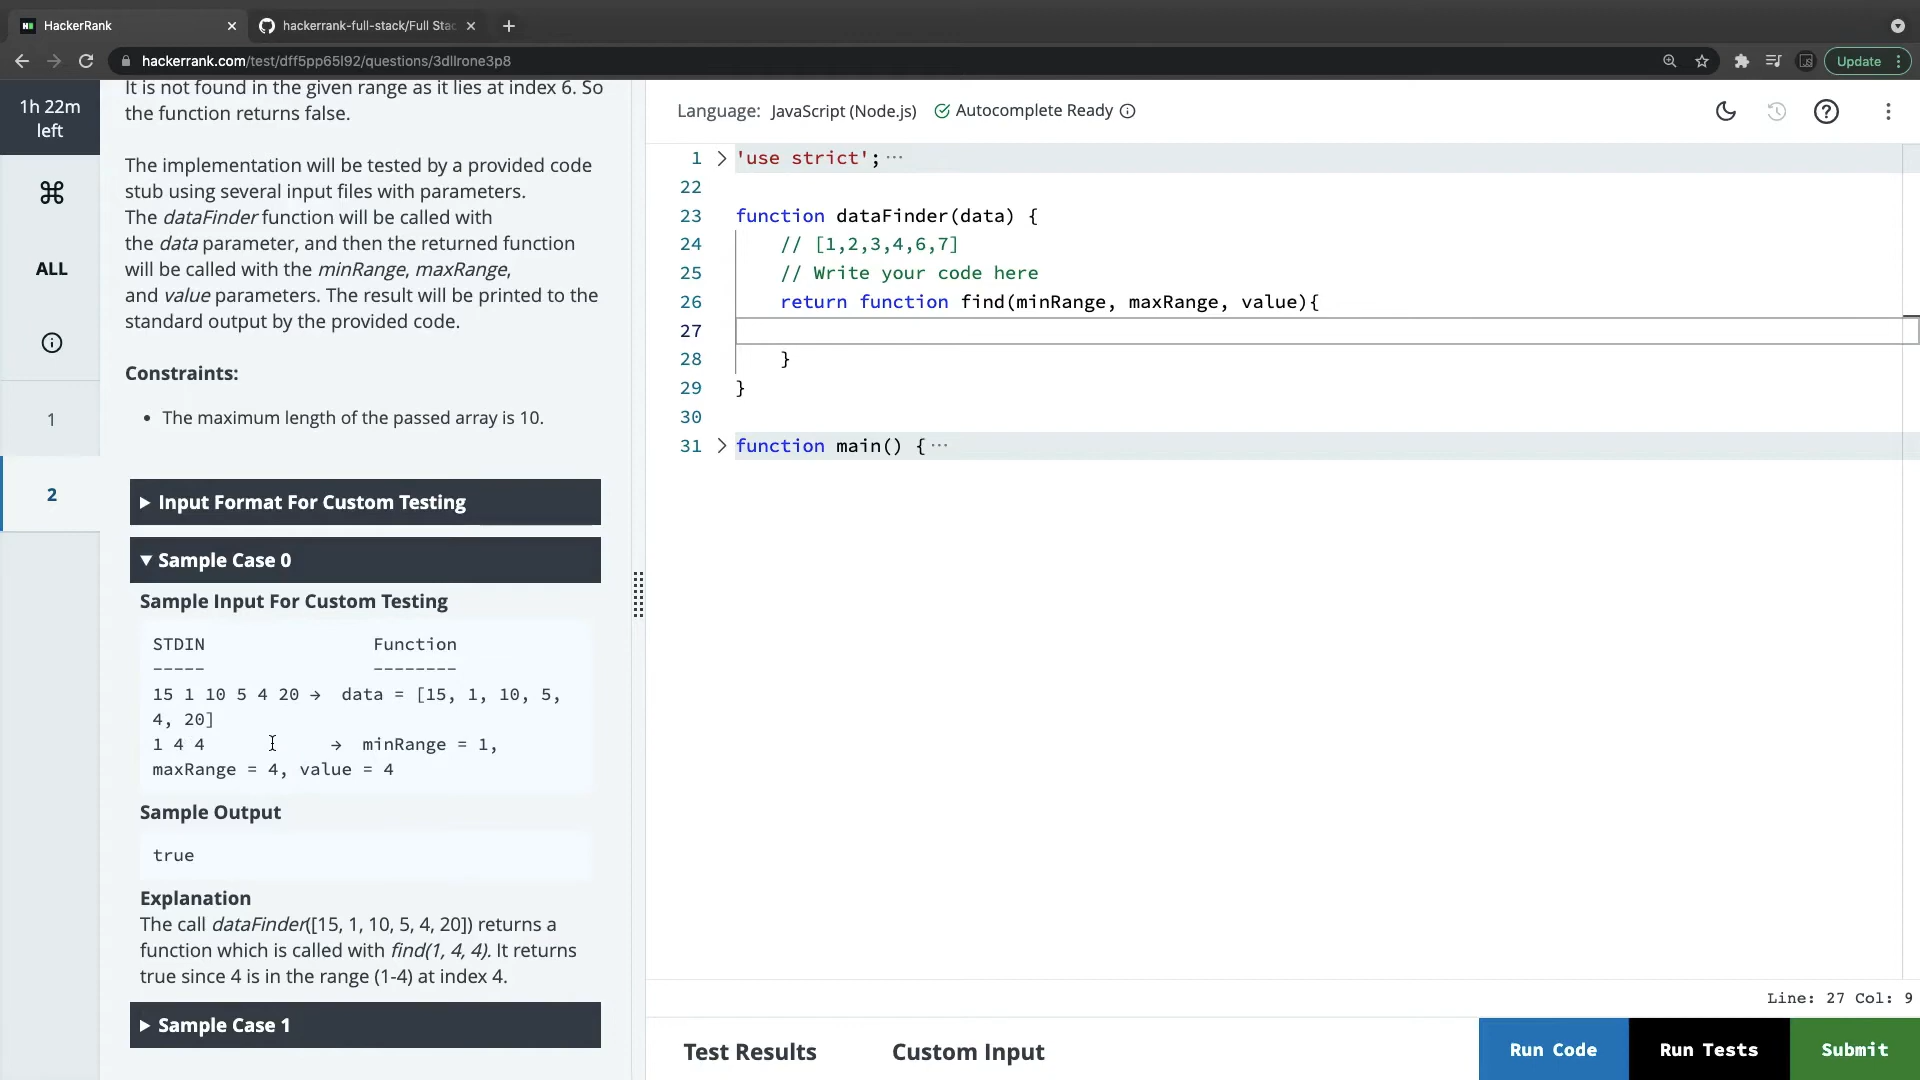 HackerRank
hackerrank-full-stack/Full Stac
hackerrank.com/test/dff5pp65l92/questions/3dllrone3p8
Update
1h 22m
left
ALL
1
2
It is not found in the given range as it lies at index 6. So
the function returns false.
The implementation will be tested by a provided code
stub using several input files with parameters.
The dataFinder function will be called with
the data parameter, and then the returned function
will be called with the minRange, maxRange,
and value parameters. The result will be printed to the
standard output by the provided code.
Constraints:
• The maximum length of the passed array is 10.
Input Format For Custom Testing
Sample Case 0
Sample Input For Custom Testing
STDIN Function
----- --------
15 1 10 5 4 20 → data = [15, 1, 10, 5,
4, 20]
1 4 4 → minRange = 1,
maxRange = 4, value = 4
Sample Output
true
Explanation
The call dataFinder([15, 1, 10, 5, 4, 20]) returns a
function which is called with find(1, 4, 4). It returns
true since 4 is in the range (1-4) at index 4.
Sample Case 1
Language: JavaScript (Node.js) Autocomplete Ready
1 'use strict';···
22
23 function dataFinder(data) {
24 // [1,2,3,4,6,7]
25 // Write your code here
26 return function find(minRange, maxRange, value){
27
28 }
29 }
30
31 function main() {···
Line: 27 Col: 9
Test Results Custom Input Run Code Run Tests Submit